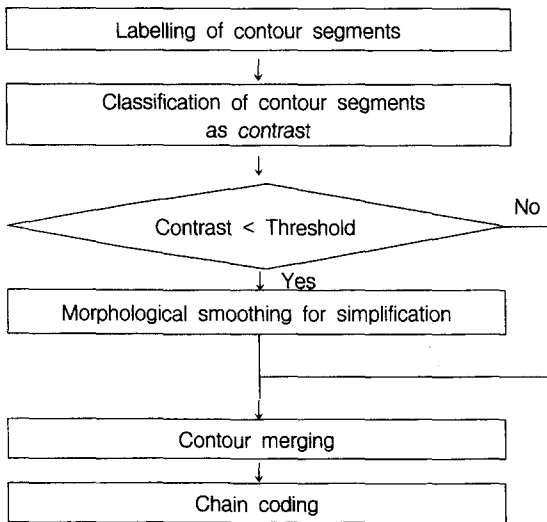 Labelling of contour segments
Classification of contour segments
as contrast
Contrast < Threshold
No
Yes
Morphological smoothing for simplification
Contour merging
Chain coding